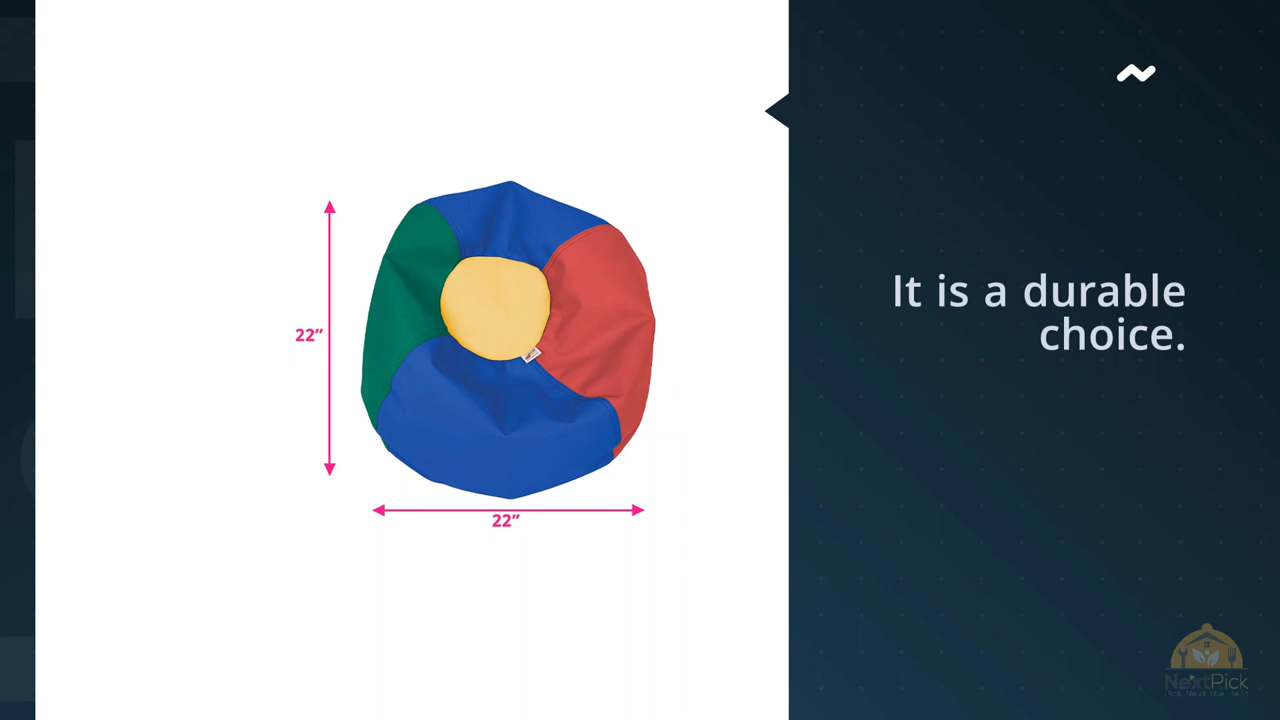 22”
22”
It is a durable
choice.
NextPick